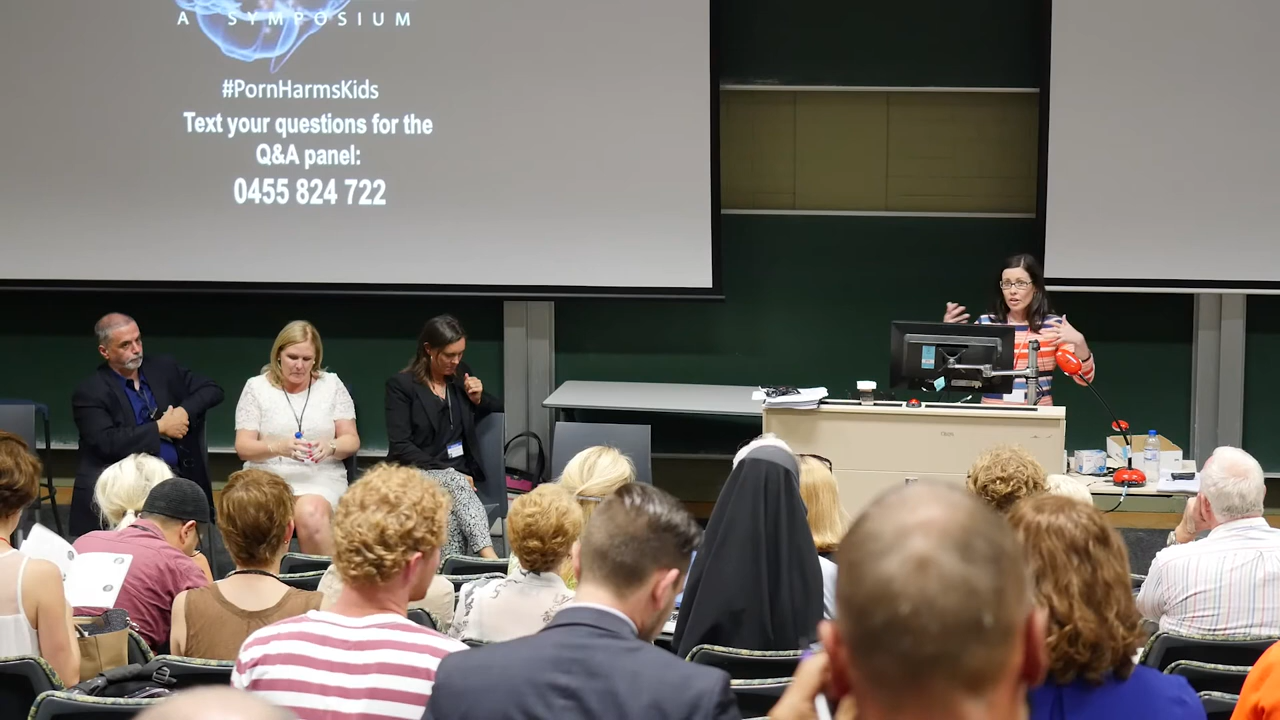 A SYMPOSIUM
#PornHarmsKids
Text your questions for the
Q&A panel:
0455 824 722